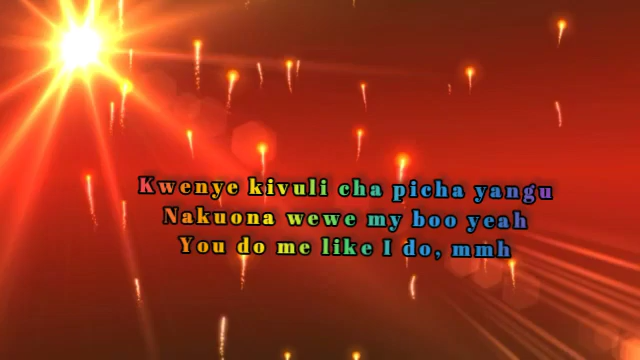 Kwenye kivuli cha picha yangu
Nakuona wewe my boo yeah
You do me like I do, mmh